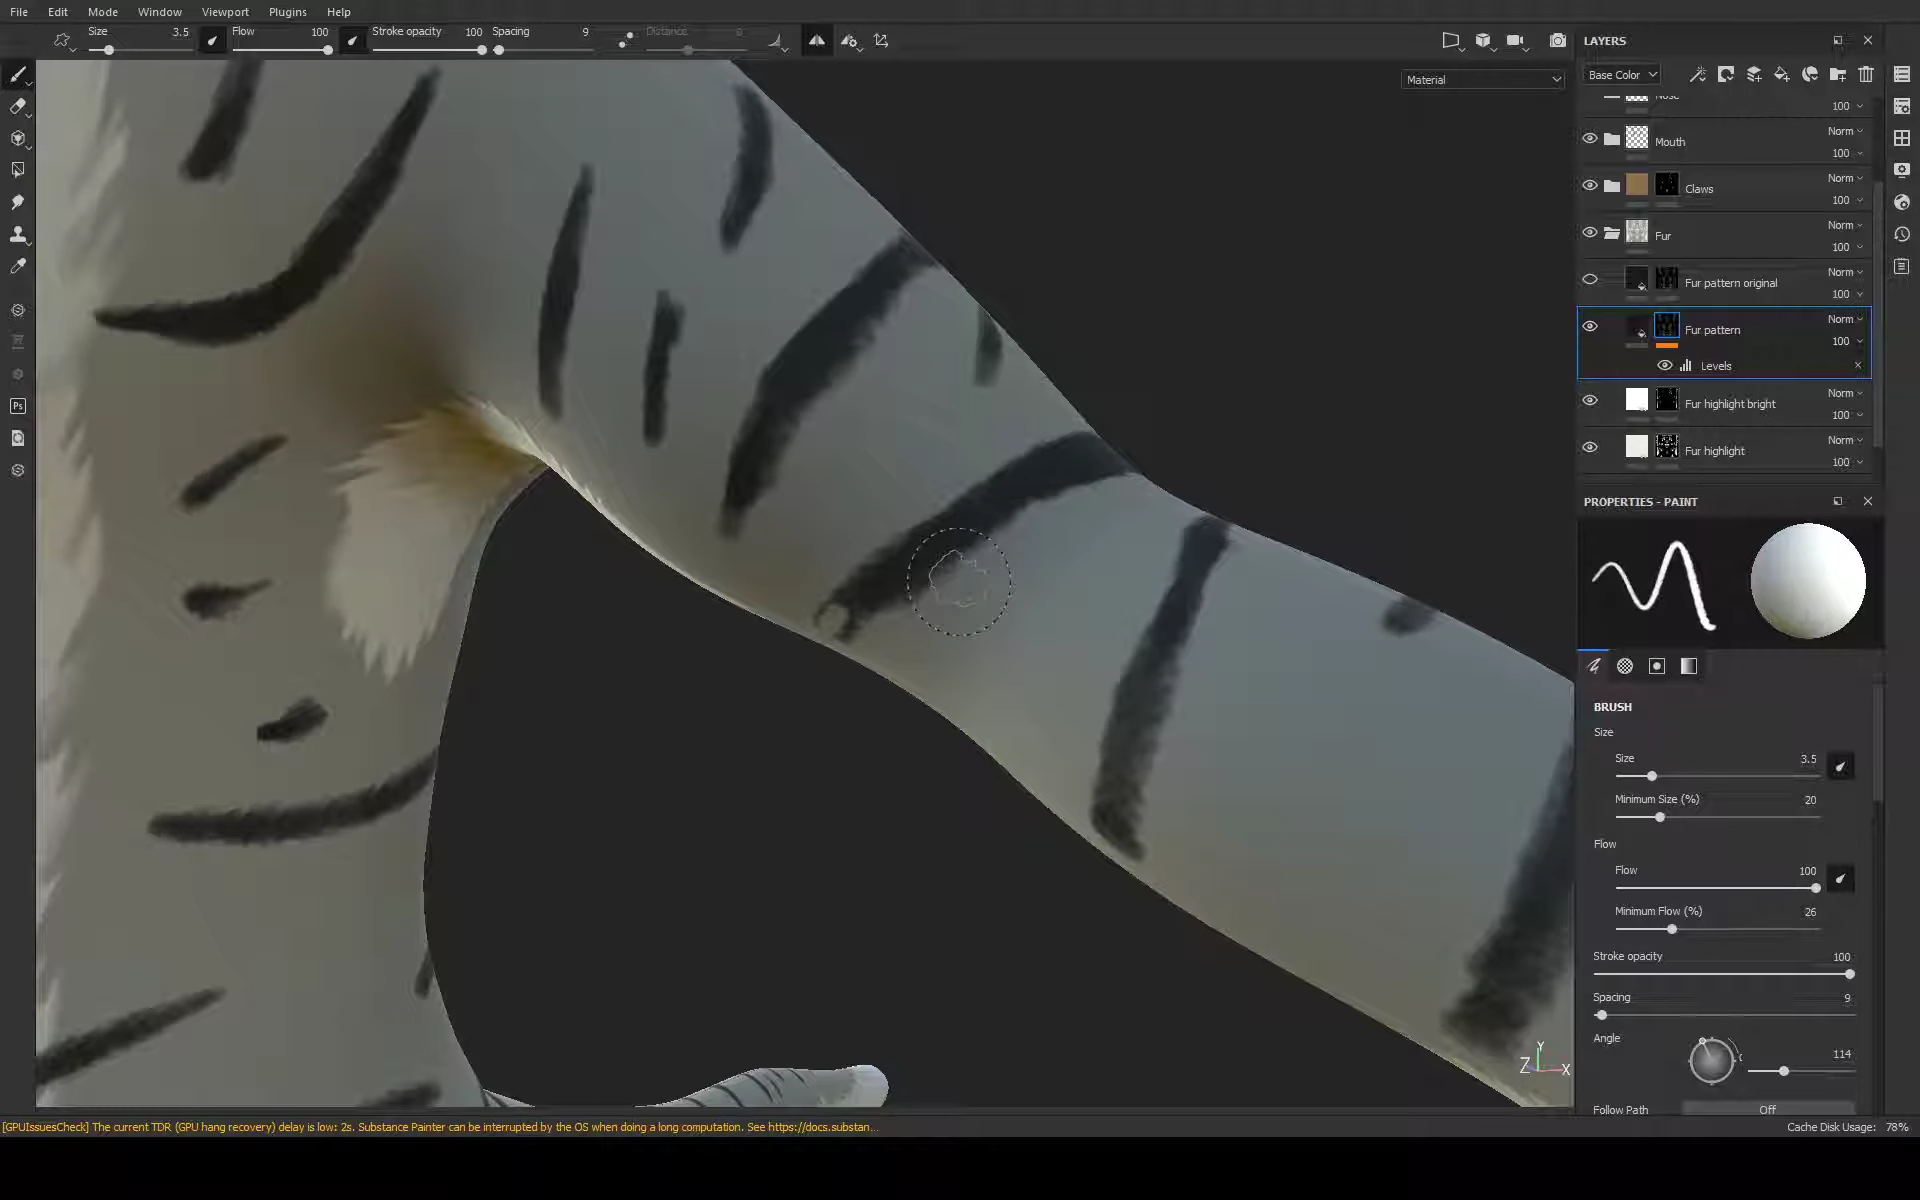 File Edit Mode Window Viewport Plugins Help
Size 3.5 Flow 100 Stroke opacity 100 Spacing 9 Distance
LAYERS
Material
Base Color
Nose
100
Mouth Norm
100
Claws Norm
100
Fur Norm
100
Fur pattern original Norm
100
Fur pattern Norm
100
Levels
Fur highlight bright Norm
100
Fur highlight Norm
100
Ps
PROPERTIES - PAINT
BRUSH
Size
Size 3.5
Minimum Size (%) 20
Flow
Flow 100
Minimum Flow (%) 26
Stroke opacity 100
Spacing 9
Angle 114
Follow Path Off
Y
Z X
[GPUIssuesCheck] The current TDR (GPU hang recovery) delay is low: 2s. Substance Painter can be interrupted by the OS when doing a long computation. See https://docs.substan...
Cache Disk Usage: 78%